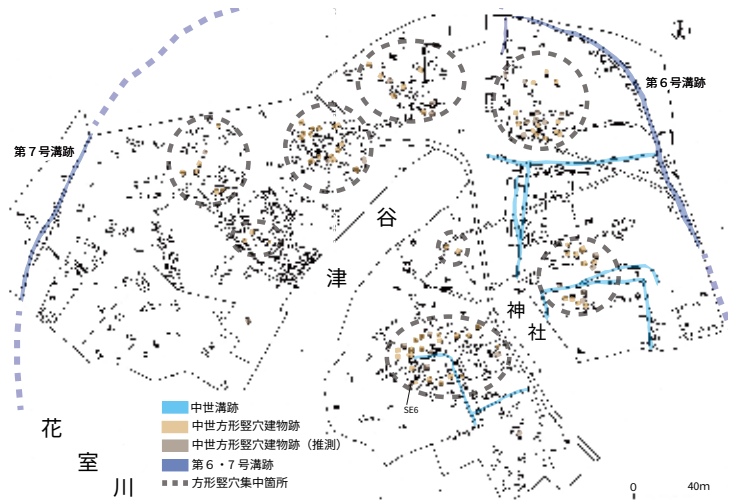 第６号溝跡
第７号溝跡
谷
津
神
社
SE6
花
室
川
中世溝跡
中世方形竪穴建物跡
中世方形竪穴建物跡（推測）
第６・７号溝跡
方形竪穴集中箇所
0 40m